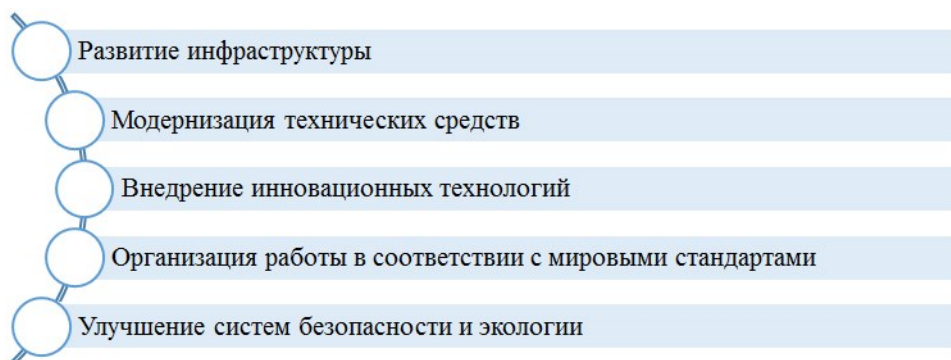 Развитие инфраструктуры
Модернизация технических средств
Внедрение инновационных технологий
Организация работы в соответствии с мировыми стандартами
Улучшение систем безопасности и экологии